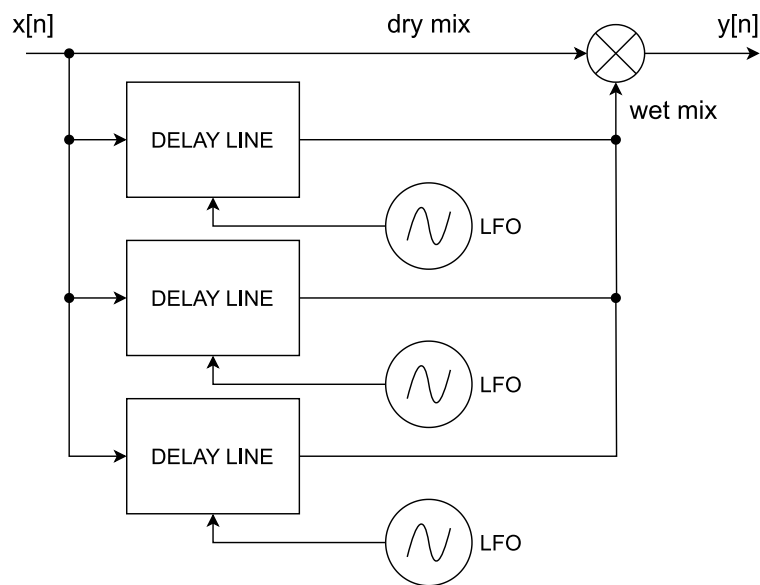 x[n]
dry mix
y[n]
wet mix
DELAY LINE
LFO
DELAY LINE
LFO
DELAY LINE
LFO